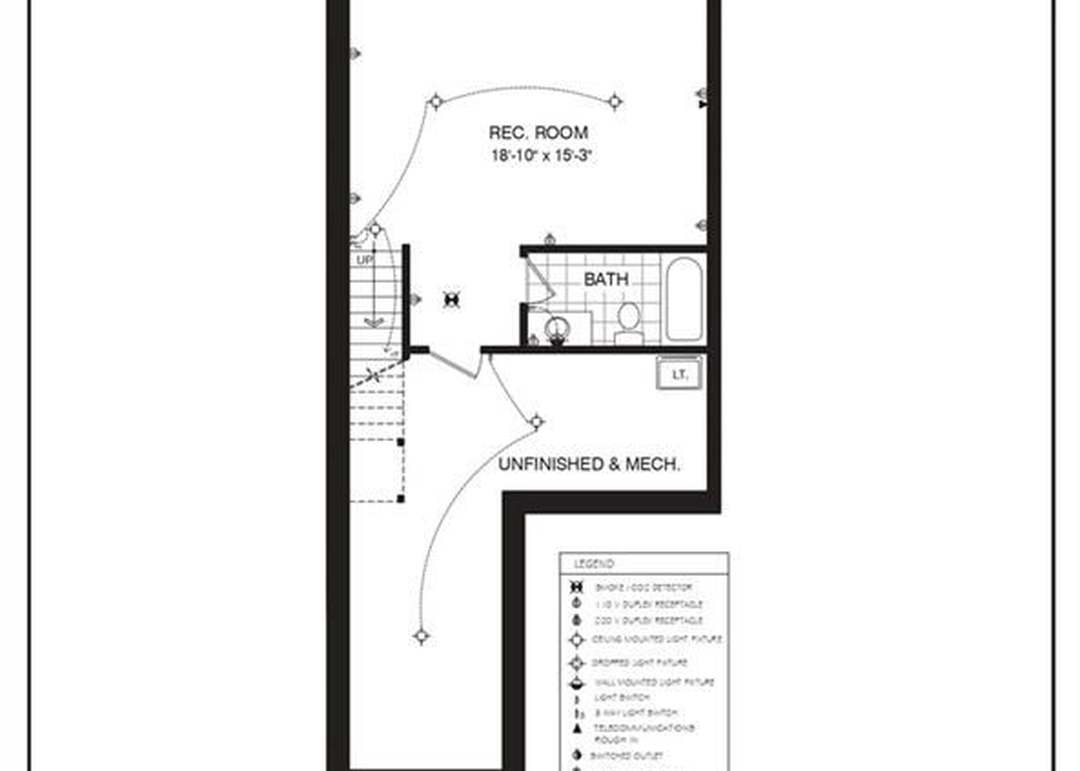 REC. ROOM
18'-10" x 15'-3"
UP
BATH
LT.
UNFINISHED & MECH.
LEGEND
SMOKE / CO2 DETECTOR
110 V DUPLEX RECEPTACLE
220 V DUPLEX RECEPTACLE
CEILING MOUNTED LIGHT FIXTURE
DROPPED LIGHT FIXTURE
WALL MOUNTED LIGHT FIXTURE
LIGHT SWITCH
3 WAY LIGHT SWITCH
TELECOMMUNICATIONS
ROUGH IN
SWITCHED OUTLET